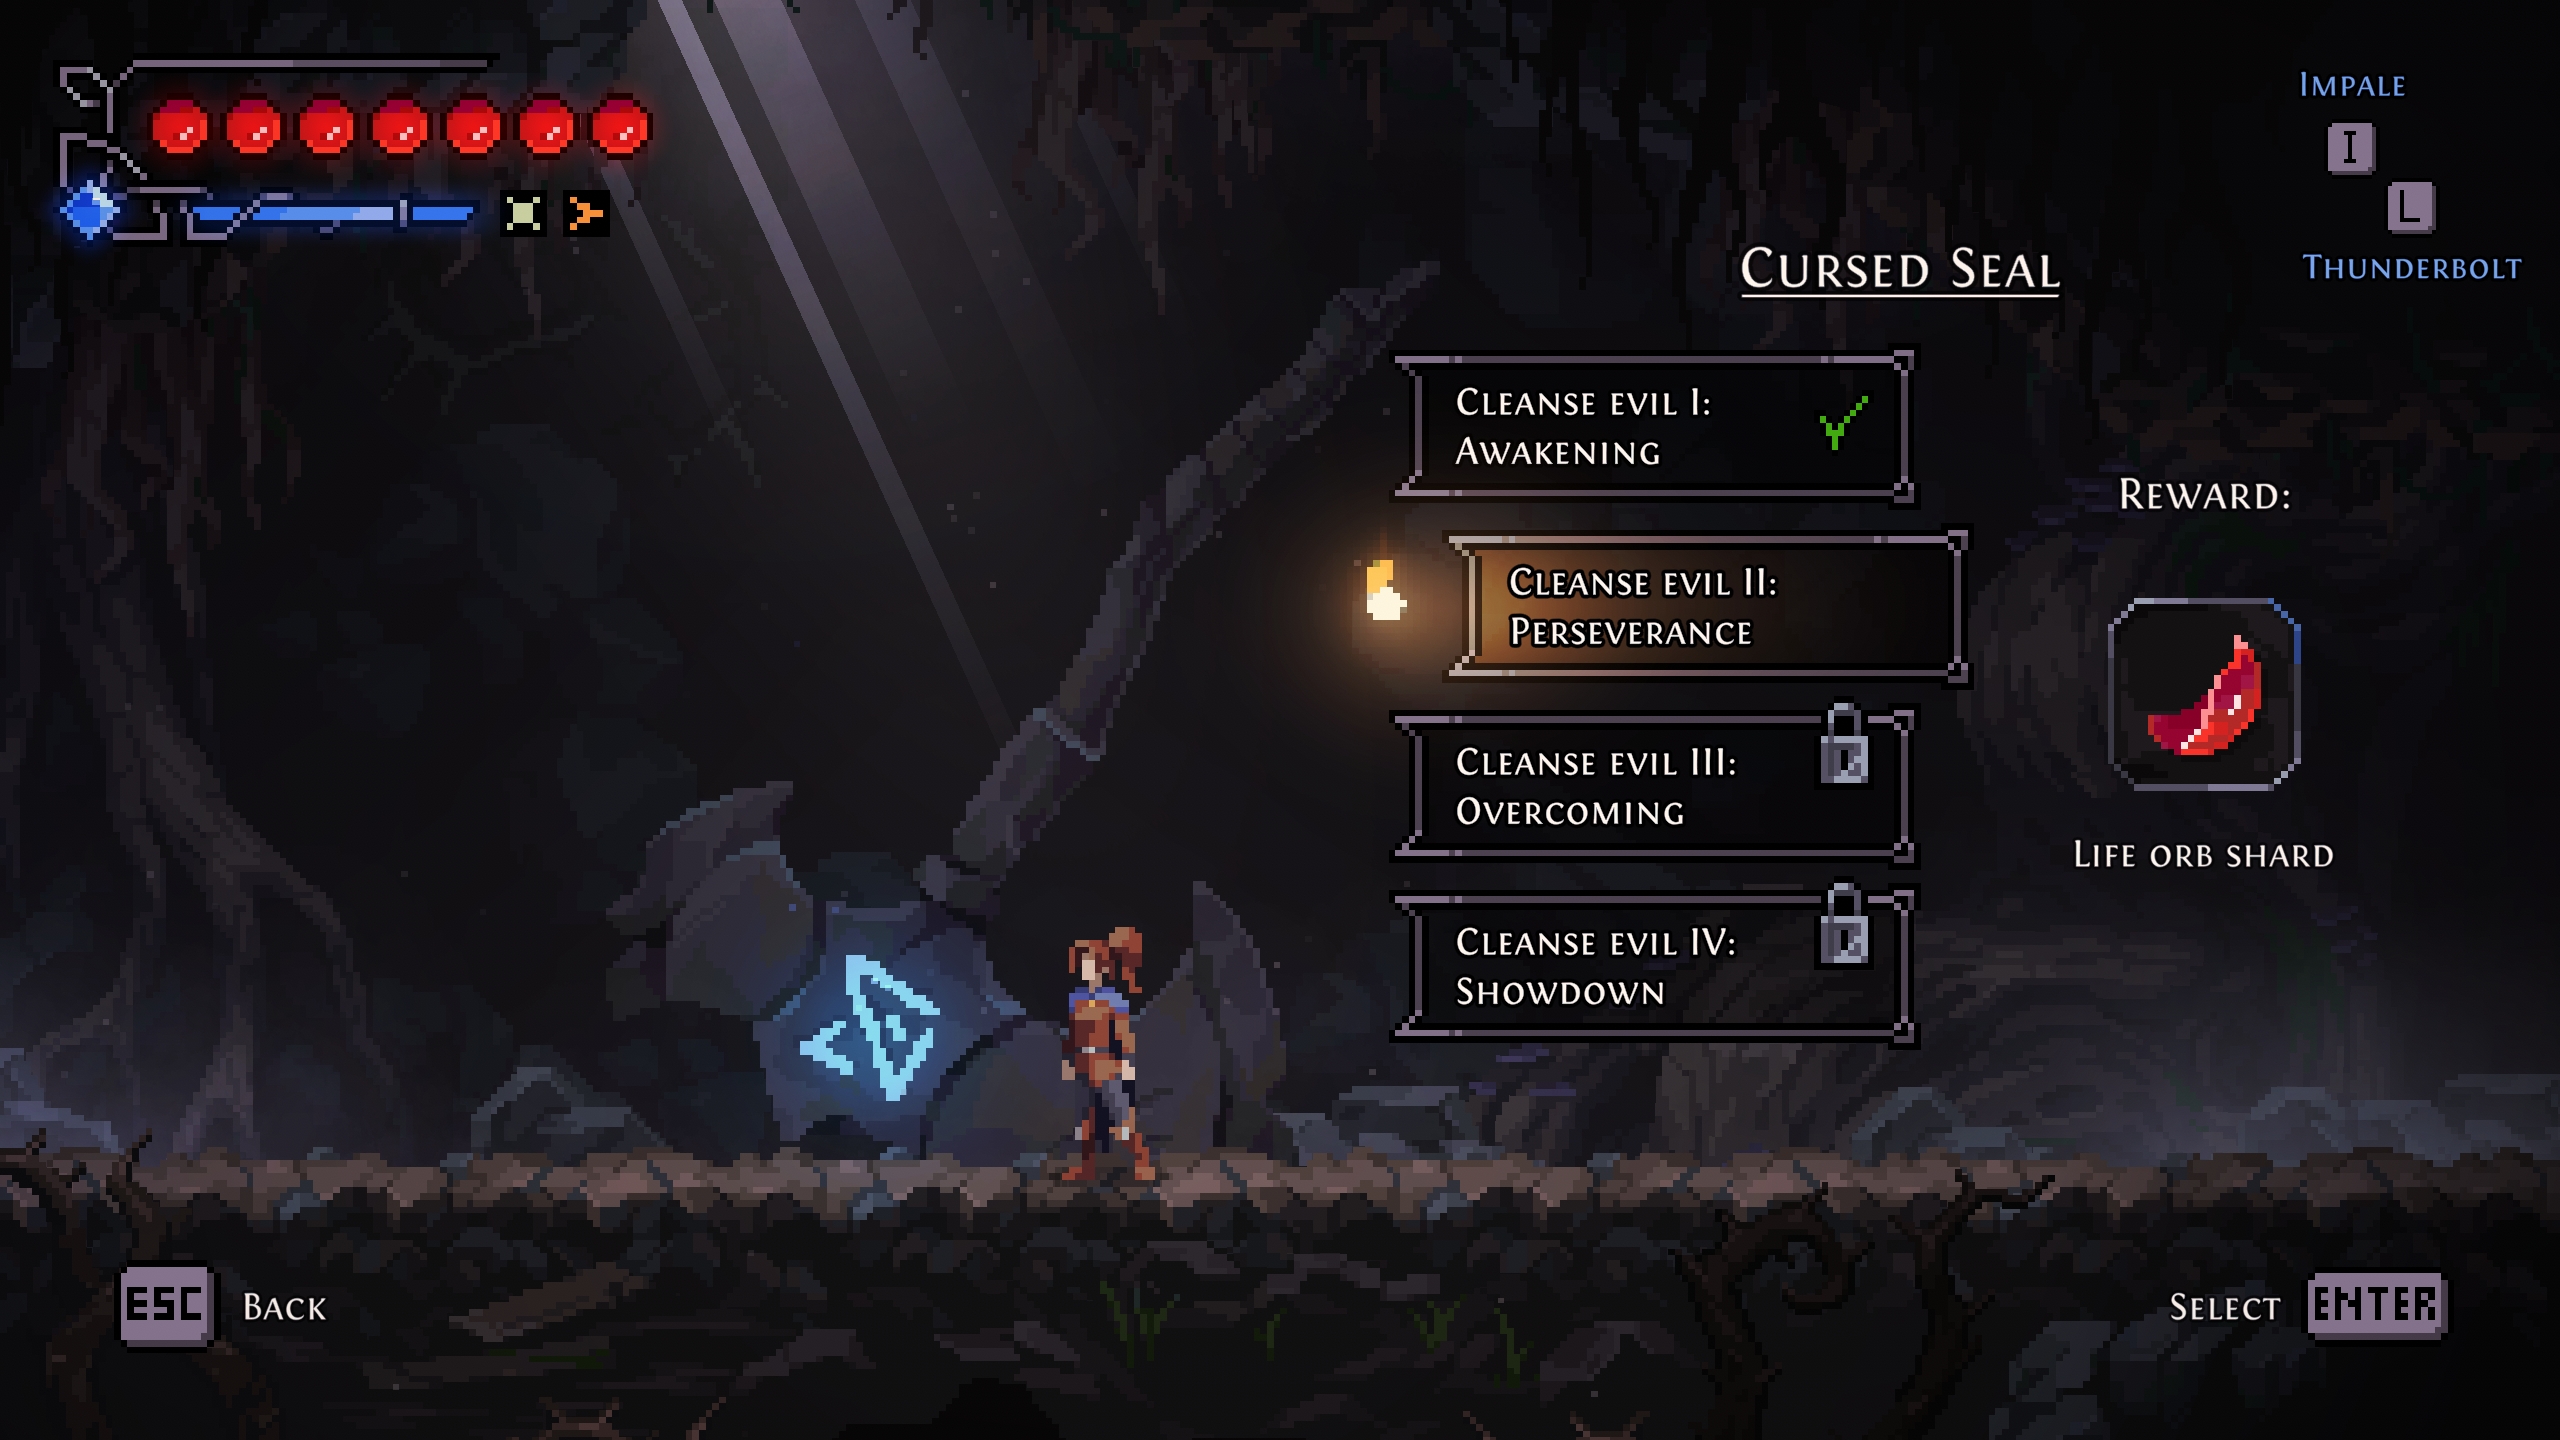 Impale
I
L
Thunderbolt
Cursed Seal
Cleanse evil I:
Awakening
Cleanse evil II:
Perseverance
Cleanse evil III:
Overcoming
Cleanse evil IV:
Showdown
Reward:
Life orb shard
ESC Back
Select ENTER